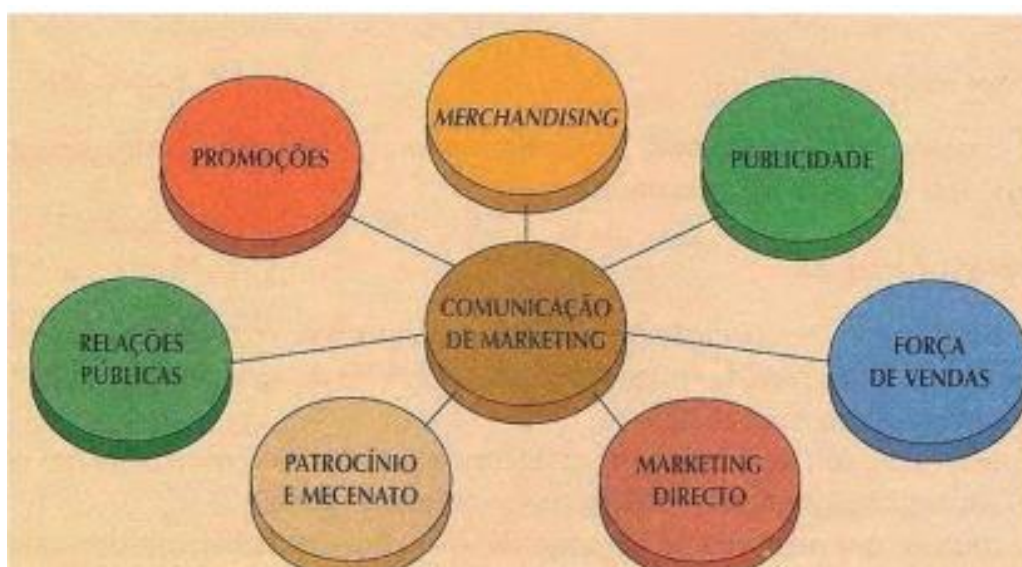 MERCHANDISING
PROMOÇÕES
PUBLICIDADE
COMUNICAÇÃO
DE MARKETING
RELAÇÕES
PÚBLICAS
FORÇA
DE VENDAS
PATROCÍNIO
E MECENATO
MARKETING
DIRECTO